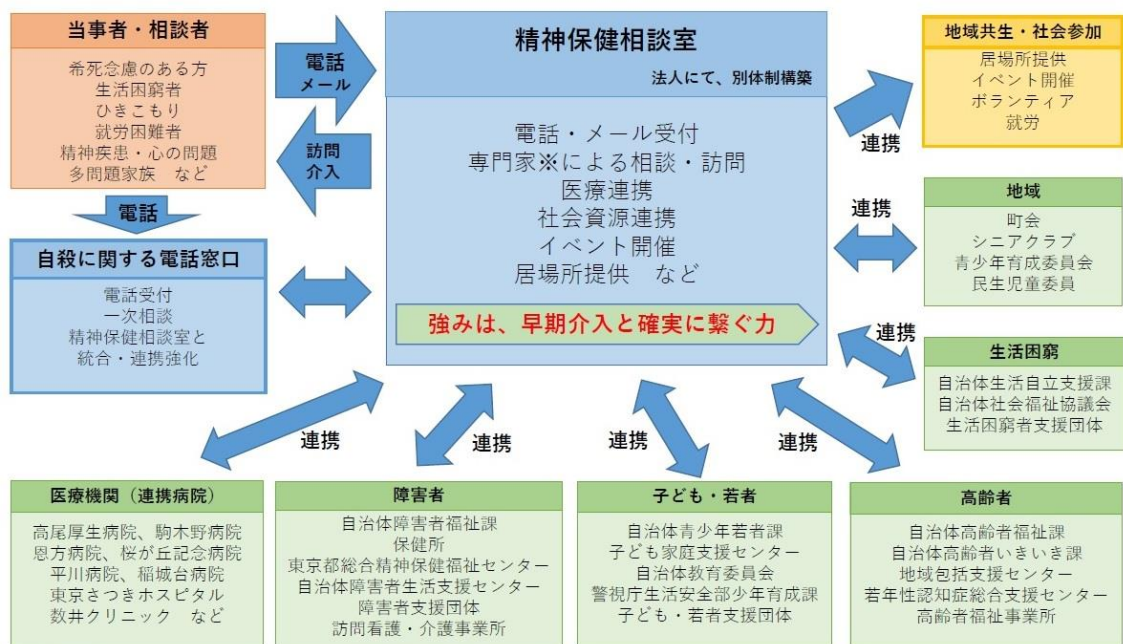 当事者・相談者
希死念慮のある方
生活困窮者
ひきこもり
就労困難者
精神疾患・心の問題
多問題家族　など
電話
メール
訪問
介入
精神保健相談室
法人にて、別体制構築
電話・メール受付
専門家※による相談・訪問
医療連携
社会資源連携
イベント開催
居場所提供　など
強みは、早期介入と確実に繋ぐ力
連携
地域共生・社会参加
居場所提供
イベント開催
ボランティア
就労
電話
自殺に関する電話窓口
電話受付
一次相談
精神保健相談室と
統合・連携強化
連携
地域
町会
シニアクラブ
青少年育成委員会
民生児童委員
連携
生活困窮
自治体生活自立支援課
自治体社会福祉協議会
生活困窮者支援団体
連携
連携
連携
連携
医療機関（連携病院）
高尾厚生病院、駒木野病院
恩方病院、桜が丘記念病院
平川病院、稲城台病院
東京さつきホスピタル
数井クリニック　など
障害者
自治体障害者福祉課
保健所
東京都総合精神保健福祉センター
自治体障害者生活支援センター
障害者支援団体
訪問看護・介護事業所
子ども・若者
自治体青少年若者課
子ども家庭支援センター
自治体教育委員会
警視庁生活安全部少年育成課
子ども・若者支援団体
高齢者
自治体高齢者福祉課
自治体高齢者いきいき課
地域包括支援センター
若年性認知症総合支援センター
高齢者福祉事業所